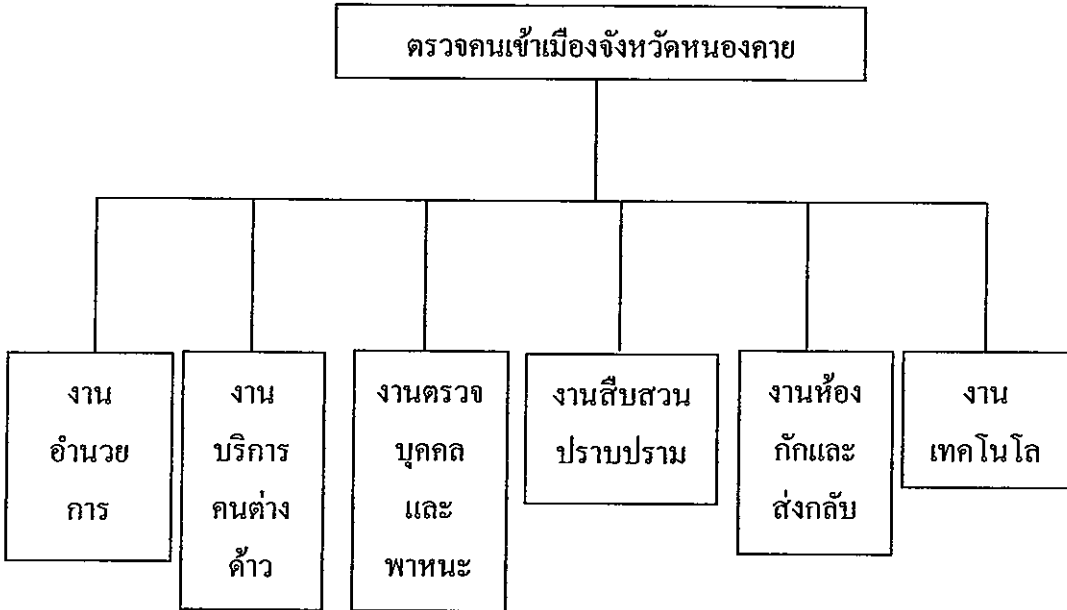 ตรวจคนเข้าเมืองจังหวัดหนองคาย
งาน
อำนวย
การ
งาน
บริการ
คนต่าง
ด้าว
งานตรวจ
บุคคล
และ
พาหนะ
งานสืบสวน
ปราบปราม
งานห้อง
กักและ
ส่งกลับ
งาน
เทคโนโล